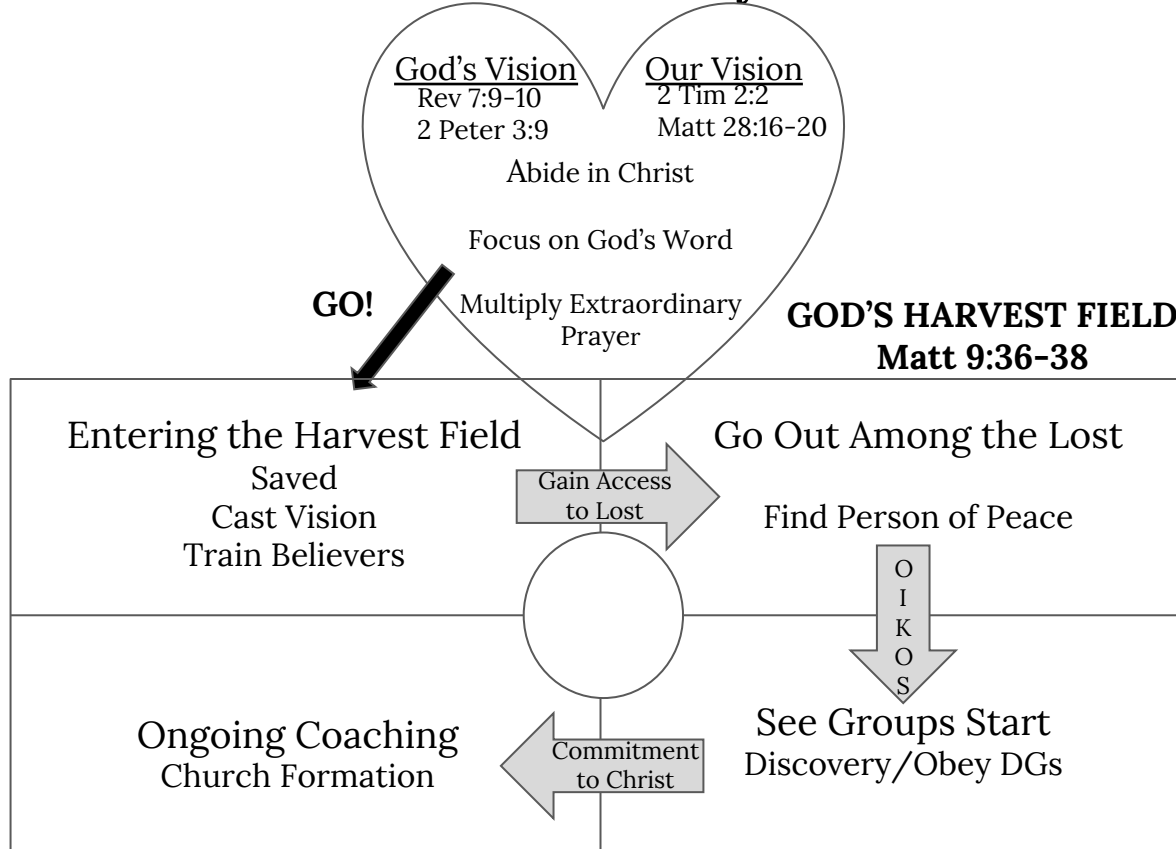 God's Vision
Rev 7:9-10
2 Peter 3:9
Our Vision
2 Tim 2:2
Matt 28:16-20
Abide in Christ
Focus on God's Word
Multiply Extraordinary
Prayer
GO!
GOD'S HARVEST FIELD
Matt 9:36-38
Entering the Harvest Field
Saved
Cast Vision
Train Believers
Gain Access
to Lost
Go Out Among the Lost
Find Person of Peace
O
I
K
O
S
See Groups Start
Discovery/Obey DGs
Commitment
to Christ
Ongoing Coaching
Church Formation